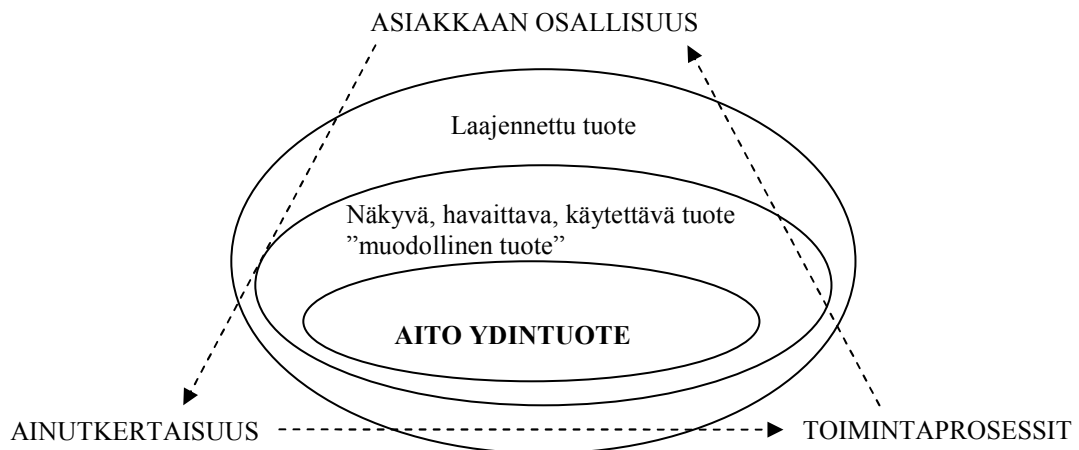 ASIAKKAAN OSALLISUUS
Laajennettu tuote
Näkyvä, havaittava, käytettävä tuote
”muodollinen tuote”
AITO YDINTUOTE
AINUTKERTAISUUS
TOIMINTAPROSESSIT